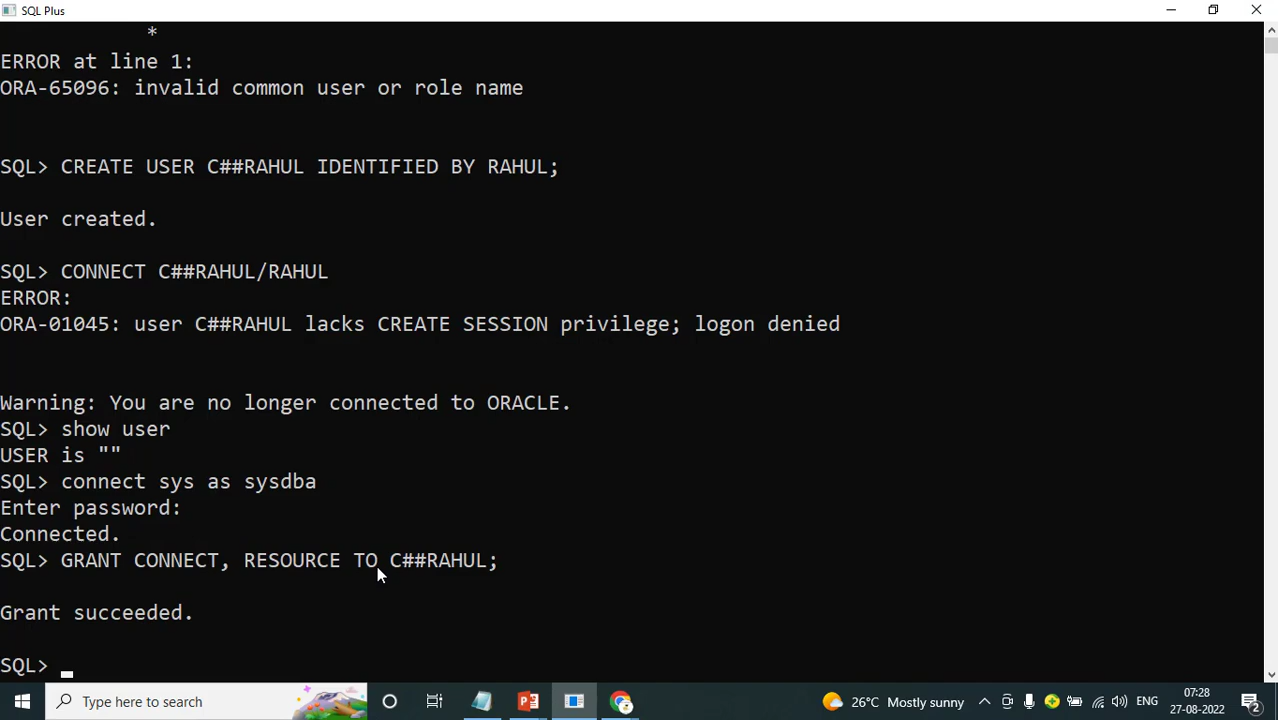 SQL Plus
*
ERROR at line 1:
ORA-65096: invalid common user or role name
SQL> CREATE USER C##RAHUL IDENTIFIED BY RAHUL;
User created.
SQL> CONNECT C##RAHUL/RAHUL
ERROR:
ORA-01045: user C##RAHUL lacks CREATE SESSION privilege; logon denied
Warning: You are no longer connected to ORACLE.
SQL> show user
USER is ""
SQL> connect sys as sysdba
Enter password:
Connected.
SQL> GRANT CONNECT, RESOURCE TO C##RAHUL;
Grant succeeded.
SQL>
Type here to search
26°C Mostly sunny
ENG
07:28
27-08-2022
2